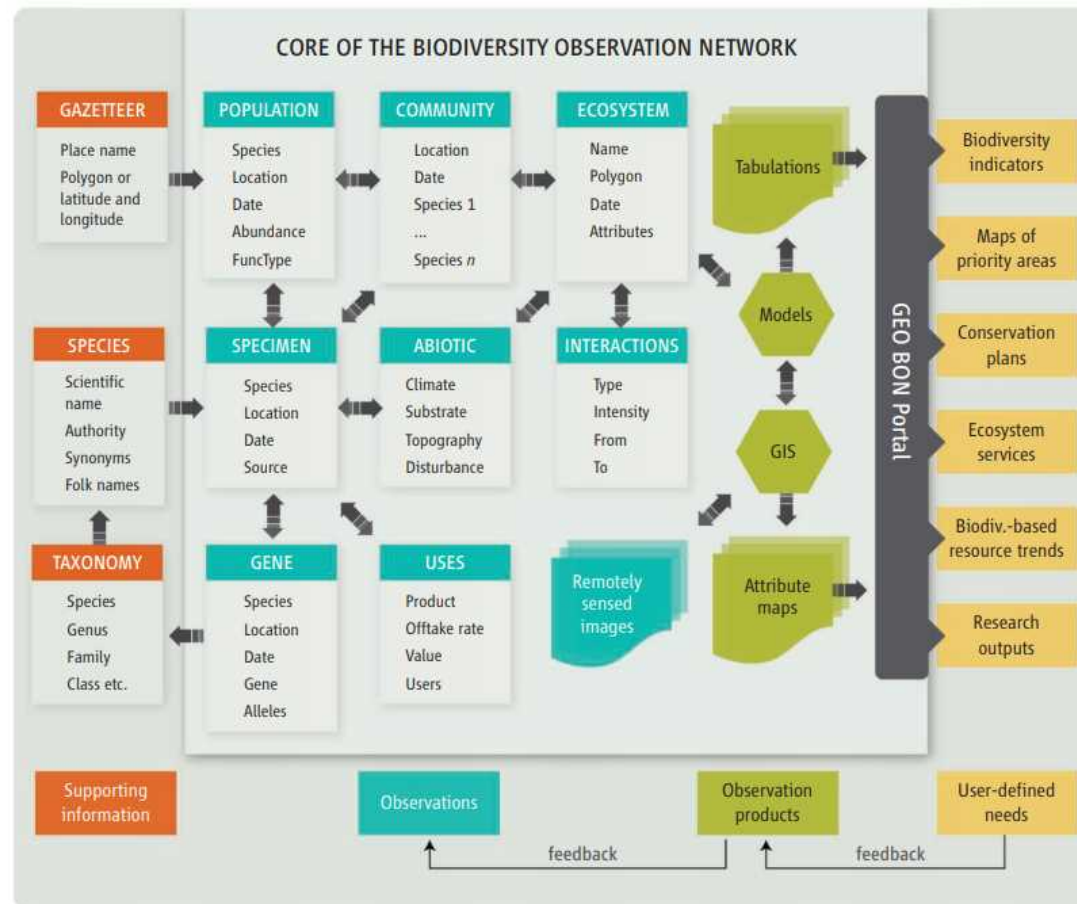 CORE OF THE BIODIVERSITY OBSERVATION NETWORK
GAZETTEER
Place name
Polygon or
latitude and
longitude
POPULATION
Species
Location
Date
Abundance
FuncType
COMMUNITY
Location
Date
Species 1
...
Species n
ECOSYSTEM
Name
Polygon
Date
Attributes
Tabulations
Models
GIS
Attribute
maps
SPECIES
Scientific
name
Authority
Synonyms
Folk names
SPECIMEN
Species
Location
Date
Source
ABIOTIC
Climate
Substrate
Topography
Disturbance
INTERACTIONS
Type
Intensity
From
To
TAXONOMY
Species
Genus
Family
Class etc.
GENE
Species
Location
Date
Gene
Alleles
USES
Product
Offtake rate
Value
Users
Remotely
sensed
images
GEO BON Portal
Biodiversity
indicators
Maps of
priority areas
Conservation
plans
Ecosystem
services
Biodiv.-based
resource trends
Research
outputs
Supporting
information
Observations
Observation
products
User-defined
needs
feedback
feedback